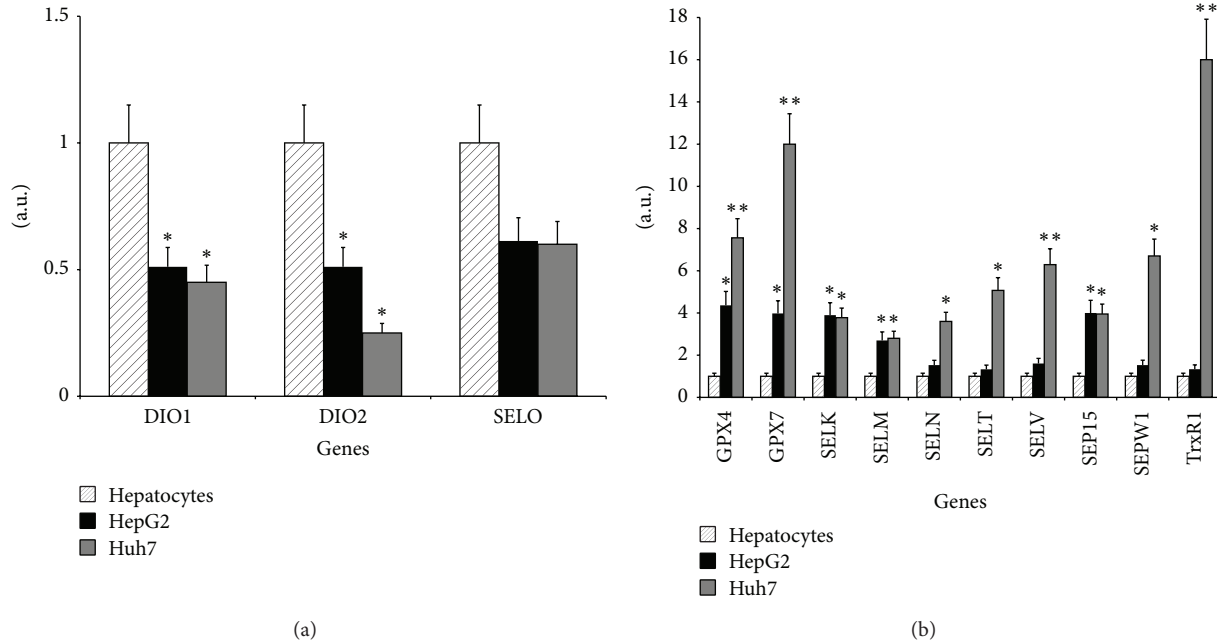 1.5
1
0.5
0
(a.u.)
* * * *
DIO1 DIO2 SELO
Genes
Hepatocytes
HepG2
Huh7
(a)
18
16
14
12
10
8
6
4
2
0
(a.u.)
* ** * ** * * ** * * ** * * * **
GPX4 GPX7 SELK SELM SELN SELT SELV SEP15 SEPW1 TrxR1
Genes
Hepatocytes
HepG2
Huh7
(b)